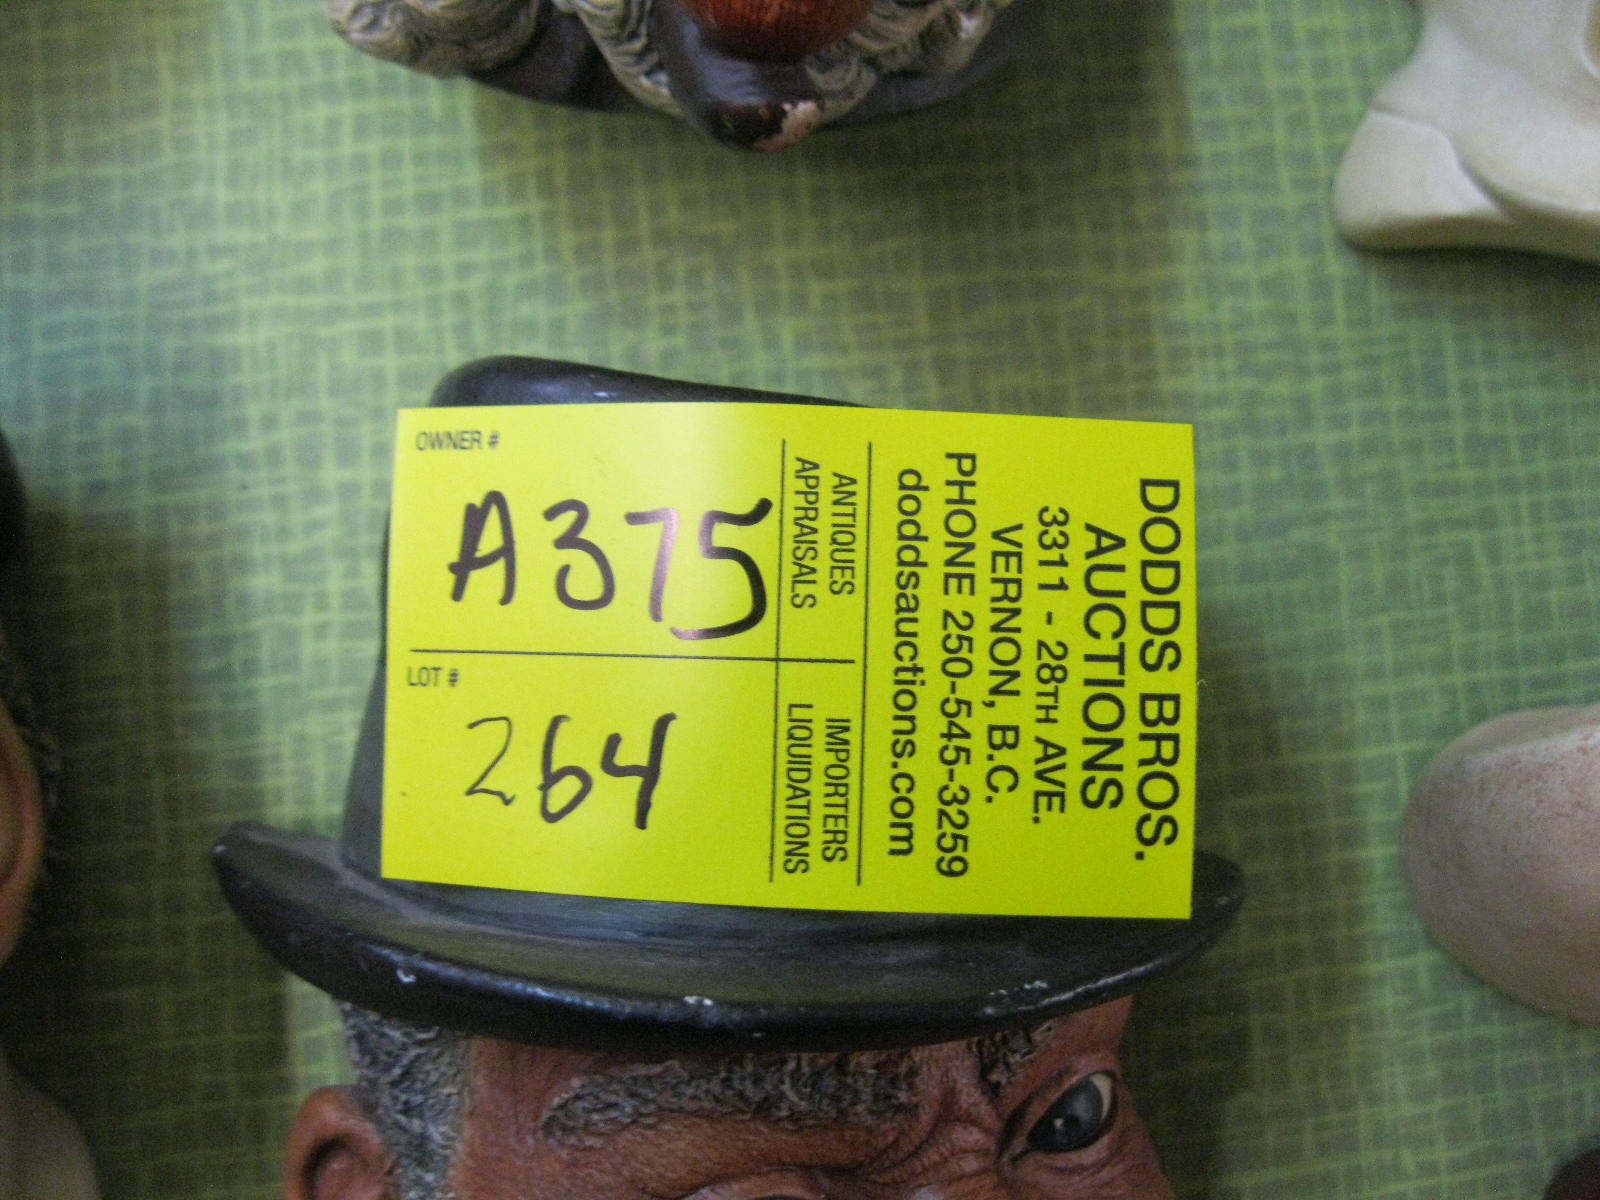 OWNER #
A375
LOT #
264
ANTIQUES
APPRAISALS
IMPORTERS
LIQUIDATIONS
DODDS BROS.
AUCTIONS
3311 - 28TH AVE.
VERNON, B.C.
PHONE 250-545-3259
doddsauctions.com